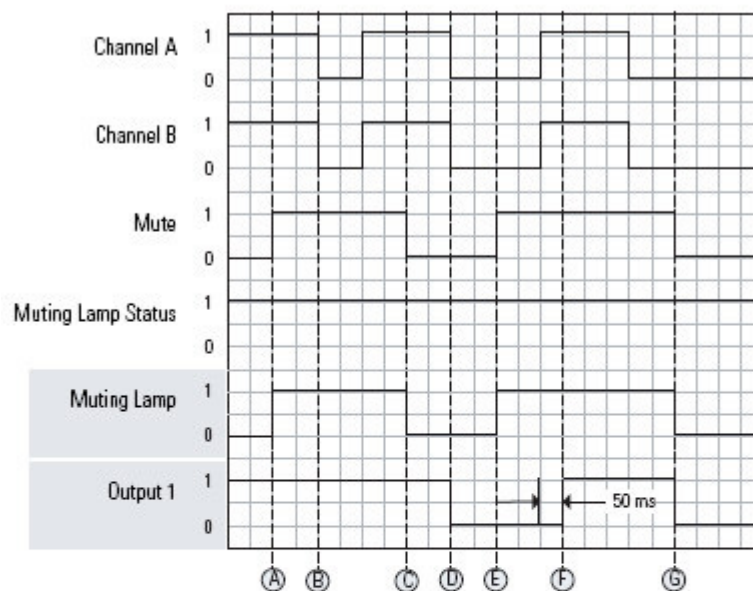 Channel A 1
0
Channel B 1
0
Mute 1
0
Muting Lamp Status 1
0
Muting Lamp 1
0
Output 1 1
50 ms
0
A B C D E F G